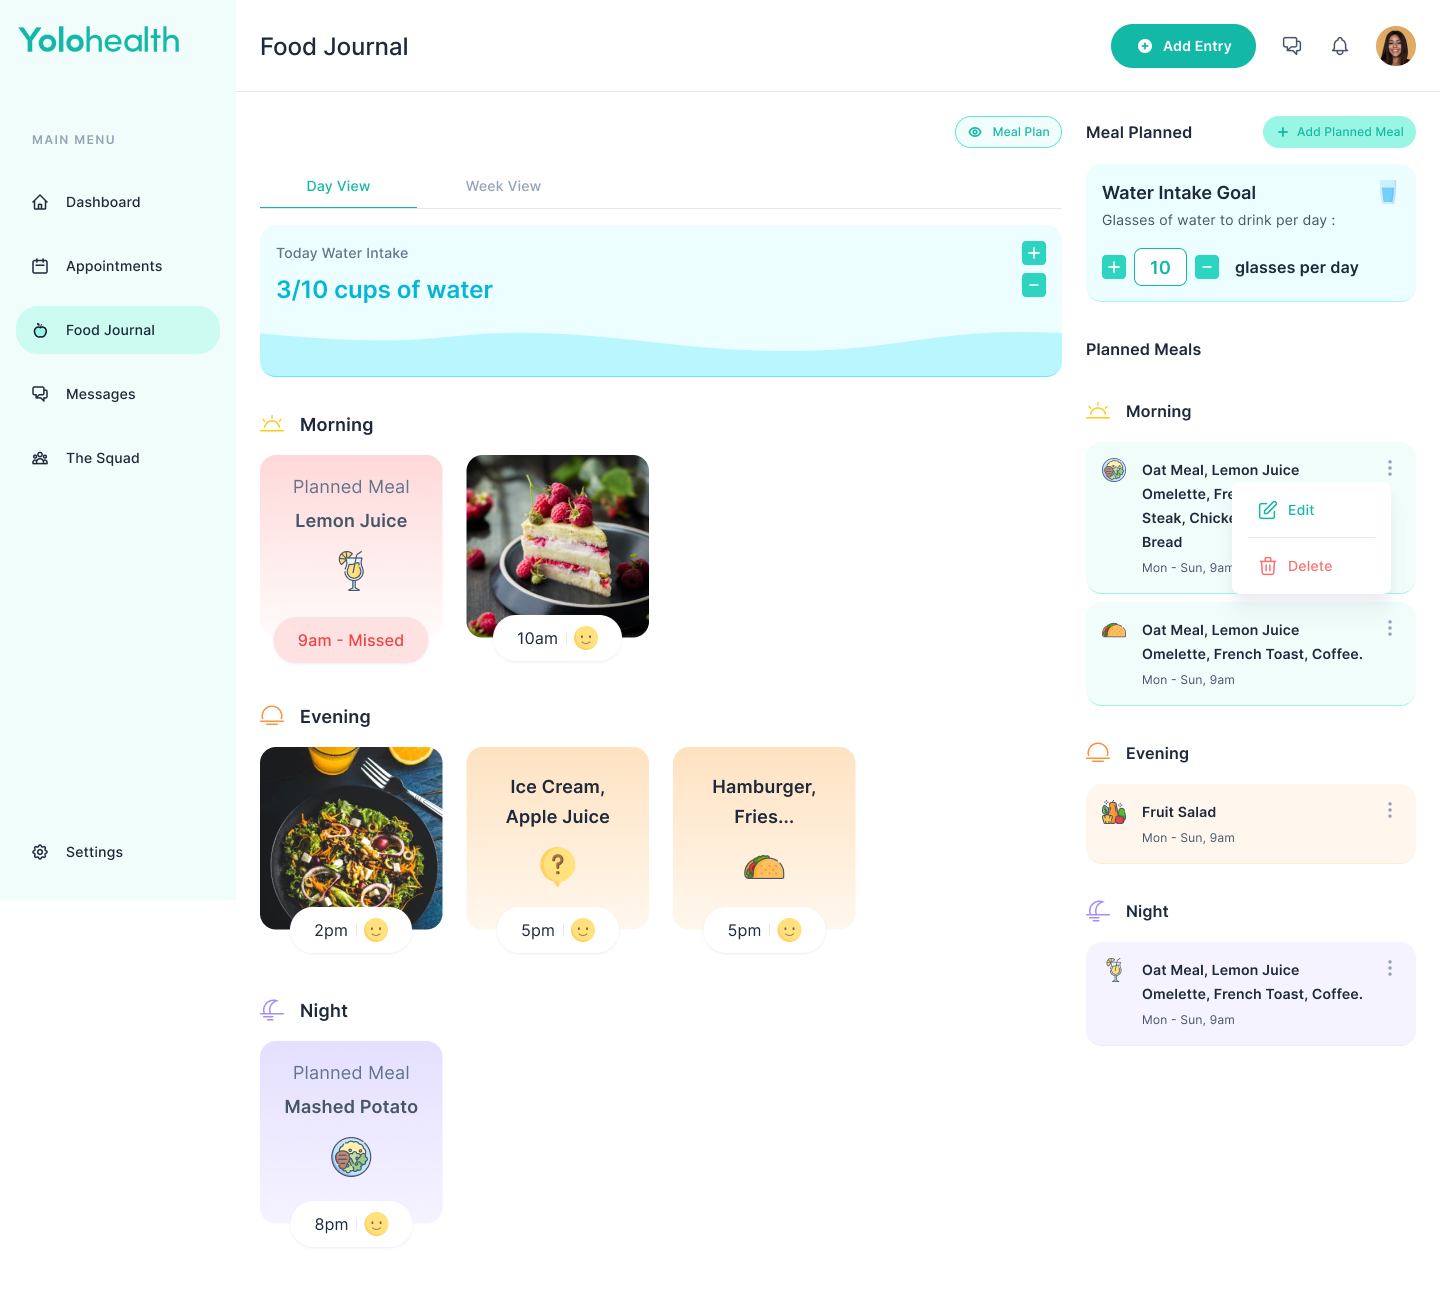 Yolohealth
MAIN MENU
Dashboard
Appointments
Food Journal
Messages
The Squad
Settings
Food Journal
Add Entry
Meal Plan
Day View
Week View
Today Water Intake
3/10 cups of water
Morning
Planned Meal
Lemon Juice
9am - Missed
10am
Evening
2pm
Ice Cream,
Apple Juice
?
5pm
Hamburger,
Fries...
5pm
Night
Planned Meal
Mashed Potato
8pm
Meal Planned
Add Planned Meal
Water Intake Goal
Glasses of water to drink per day :
10
glasses per day
Planned Meals
Morning
Oat Meal, Lemon Juice
Omelette, Fre
Steak, Chicke
Bread
Mon - Sun, 9am
Edit
Delete
Oat Meal, Lemon Juice
Omelette, French Toast, Coffee.
Mon - Sun, 9am
Evening
Fruit Salad
Mon - Sun, 9am
Night
Oat Meal, Lemon Juice
Omelette, French Toast, Coffee.
Mon - Sun, 9am